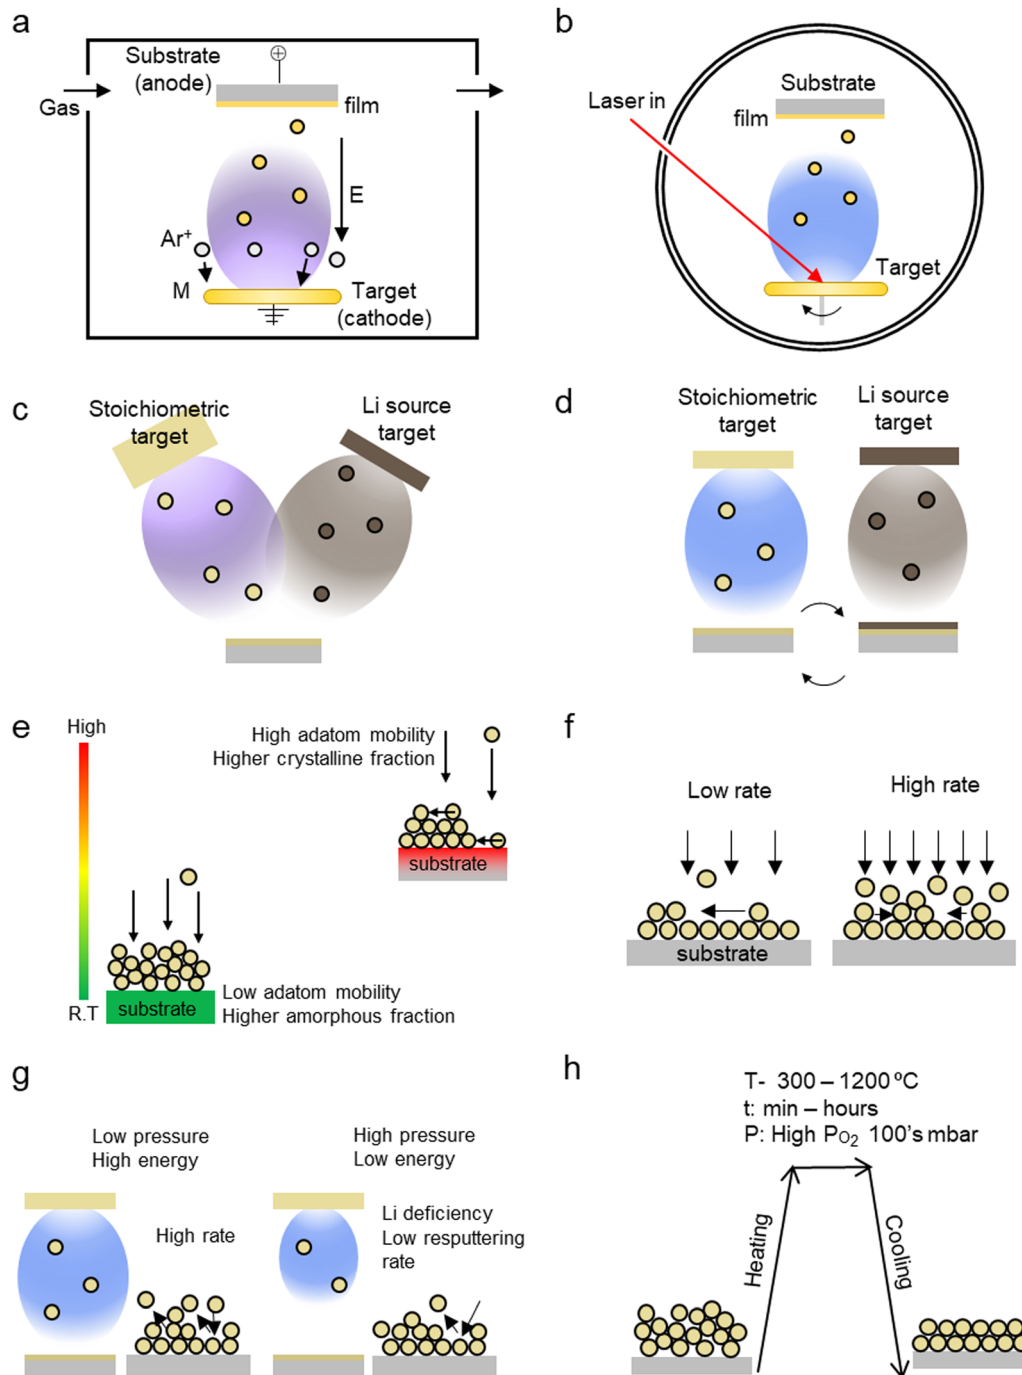 a
Substrate
(anode)
Gas
film
E
Ar⁺
M
Target
(cathode)
b
Substrate
Laser in
film
Target
c
Stoichiometric
target
Li source
target
d
Stoichiometric
target
Li source
target
e
High
R.T
High adatom mobility
Higher crystalline fraction
substrate
substrate
Low adatom mobility
Higher amorphous fraction
f
Low rate
High rate
substrate
g
Low pressure
High energy
High rate
High pressure
Low energy
Li deficiency
Low resputtering
rate
h
T- 300 – 1200 ºC
t: min – hours
P: High PO₂ 100's mbar
Heating
Cooling